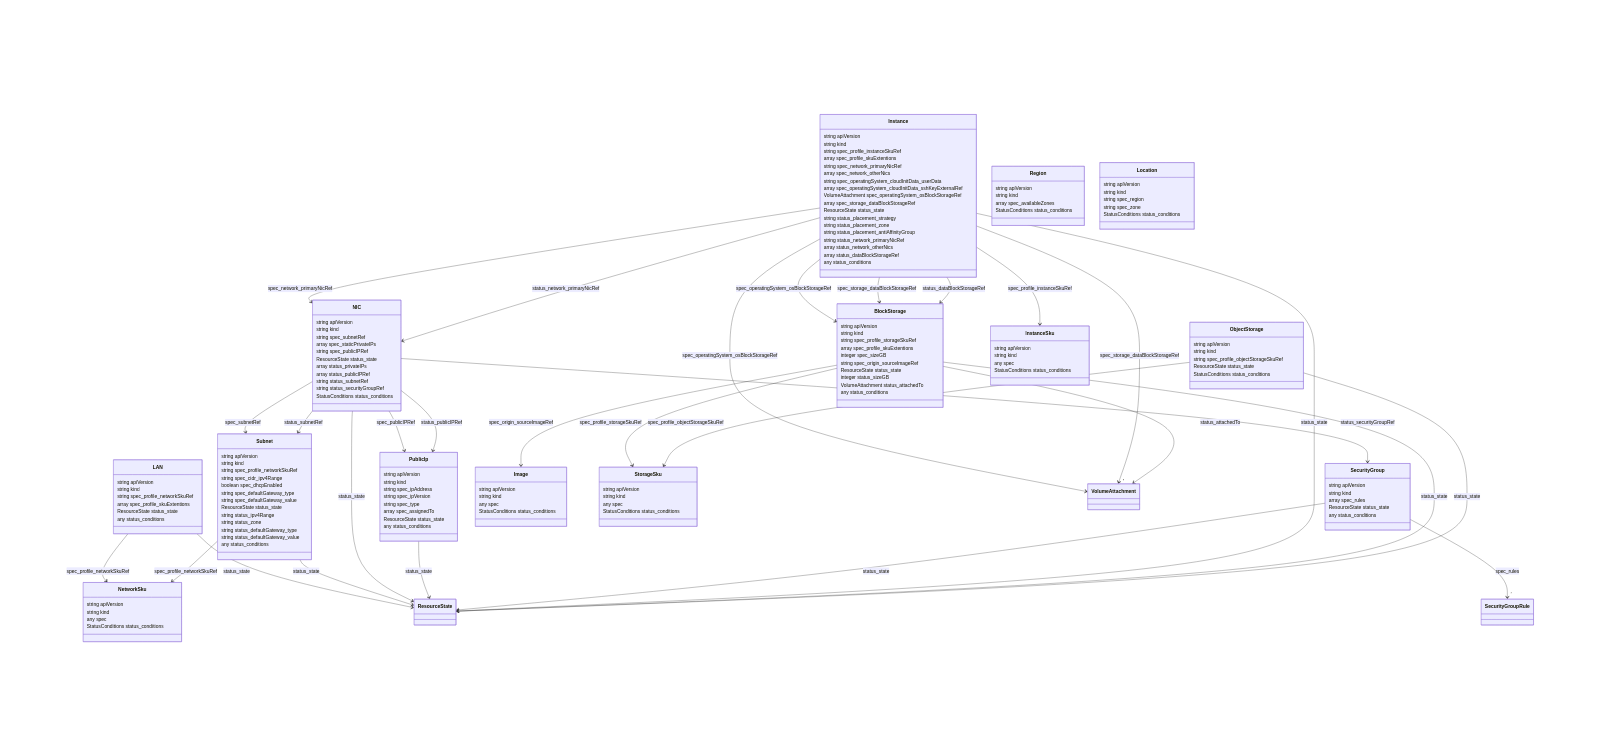 Instance
string apiVersion
string kind
string spec_profile_instanceSkuRef
array spec_profile_skuExtentions
string spec_network_primaryNicRef
array spec_network_otherNics
string spec_operatingSystem_cloudInitData_userData
array spec_operatingSystem_cloudInitData_sshKeyExternalRef
VolumeAttachment spec_operatingSystem_osBlockStorageRef
array spec_storage_dataBlockStorageRef
ResourceState status_state
string status_placement_strategy
string status_placement_zone
string status_placement_antiAffinityGroup
string status_network_primaryNicRef
array status_network_otherNics
array status_dataBlockStorageRef
any status_conditions
Region
string apiVersion
string kind
array spec_availableZones
StatusConditions status_conditions
Location
string apiVersion
string kind
string spec_region
string spec_zone
StatusConditions status_conditions
spec_network_primaryNicRef
status_network_primaryNicRef
spec_operatingSystem_osBlockStorageRef
spec_storage_dataBlockStorageRef
status_dataBlockStorageRef
spec_profile_instanceSkuRef
NIC
string apiVersion
string kind
string spec_subnetRef
array spec_staticPrivateIPs
string spec_publicIPRef
ResourceState status_state
array status_privateIPs
array status_publicIPRef
string status_subnetRef
string status_securityGroupRef
StatusConditions status_conditions
BlockStorage
string apiVersion
string kind
string spec_profile_storageSkuRef
array spec_profile_skuExtentions
integer spec_sizeGB
string spec_origin_sourceImageRef
ResourceState status_state
integer status_sizeGB
VolumeAttachment status_attachedTo
any status_conditions
InstanceSku
string apiVersion
string kind
any spec
StatusConditions status_conditions
ObjectStorage
string apiVersion
string kind
string spec_profile_objectStorageSkuRef
ResourceState status_state
StatusConditions status_conditions
spec_operatingSystem_osBlockStorageRef
spec_storage_dataBlockStorageRef
spec_subnetRef
status_subnetRef
spec_publicIPRef
status_publicIPRef
spec_origin_sourceImageRef
spec_profile_storageSkuRef
spec_profile_objectStorageSkuRef
status_attachedTo
status_state
status_securityGroupRef
LAN
string apiVersion
string kind
string spec_profile_networkSkuRef
array spec_profile_skuExtentions
ResourceState status_state
any status_conditions
Subnet
string apiVersion
string kind
string spec_profile_networkSkuRef
string spec_cidr_ipv4Range
boolean spec_dhcpEnabled
string spec_defaultGateway_type
string spec_defaultGateway_value
ResourceState status_state
string status_ipv4Range
string status_zone
string status_defaultGateway_type
string status_defaultGateway_value
any status_conditions
PublicIp
string apiVersion
string kind
string spec_ipAddress
string spec_ipVersion
string spec_type
array spec_assignedTo
ResourceState status_state
any status_conditions
Image
string apiVersion
string kind
any spec
StatusConditions status_conditions
StorageSku
string apiVersion
string kind
any spec
StatusConditions status_conditions
VolumeAttachment
SecurityGroup
string apiVersion
string kind
array spec_rules
ResourceState status_state
any status_conditions
status_state
status_state
status_state
spec_profile_networkSkuRef
spec_profile_networkSkuRef
status_state
status_state
status_state
status_state
spec_rules
NetworkSku
string apiVersion
string kind
any spec
StatusConditions status_conditions
ResourceState
SecurityGroupRule